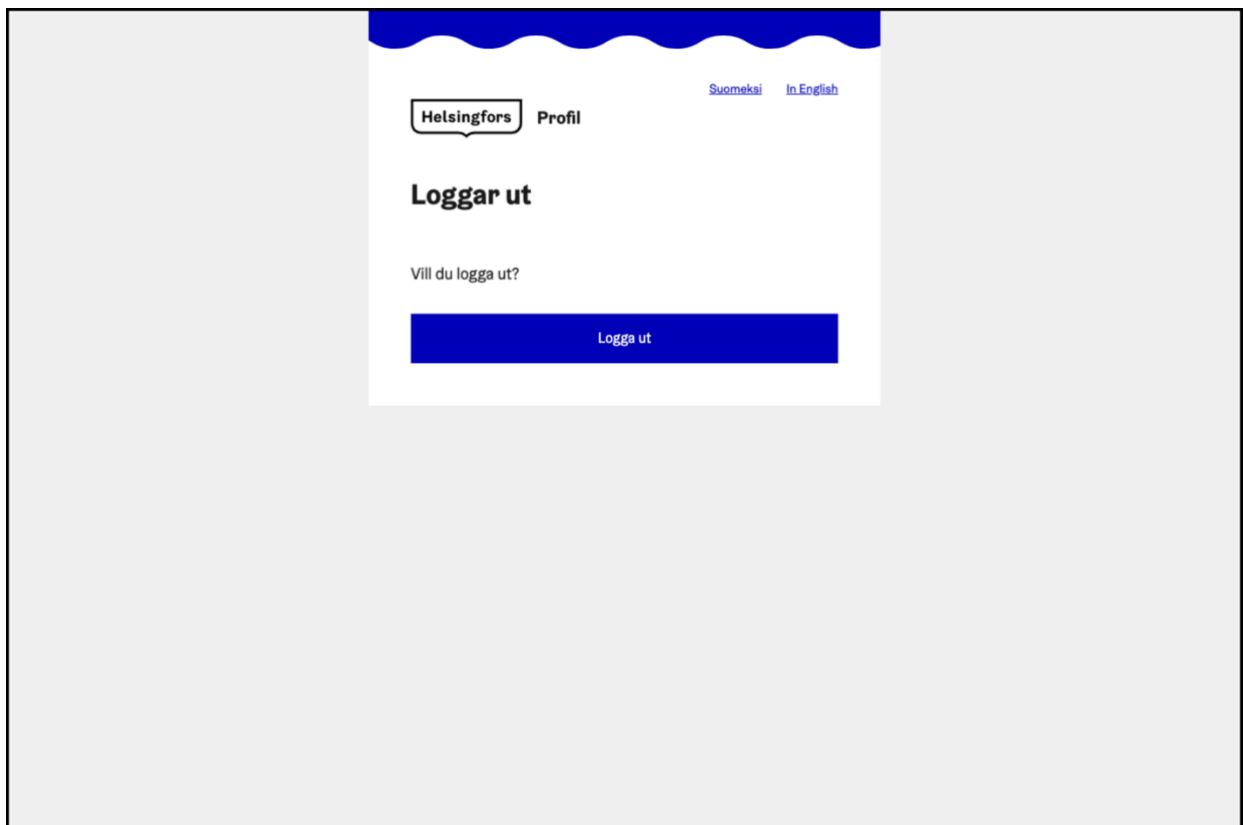 Suomeksi In English
Helsingfors Profil
Loggar ut
Vill du logga ut?
Logga ut